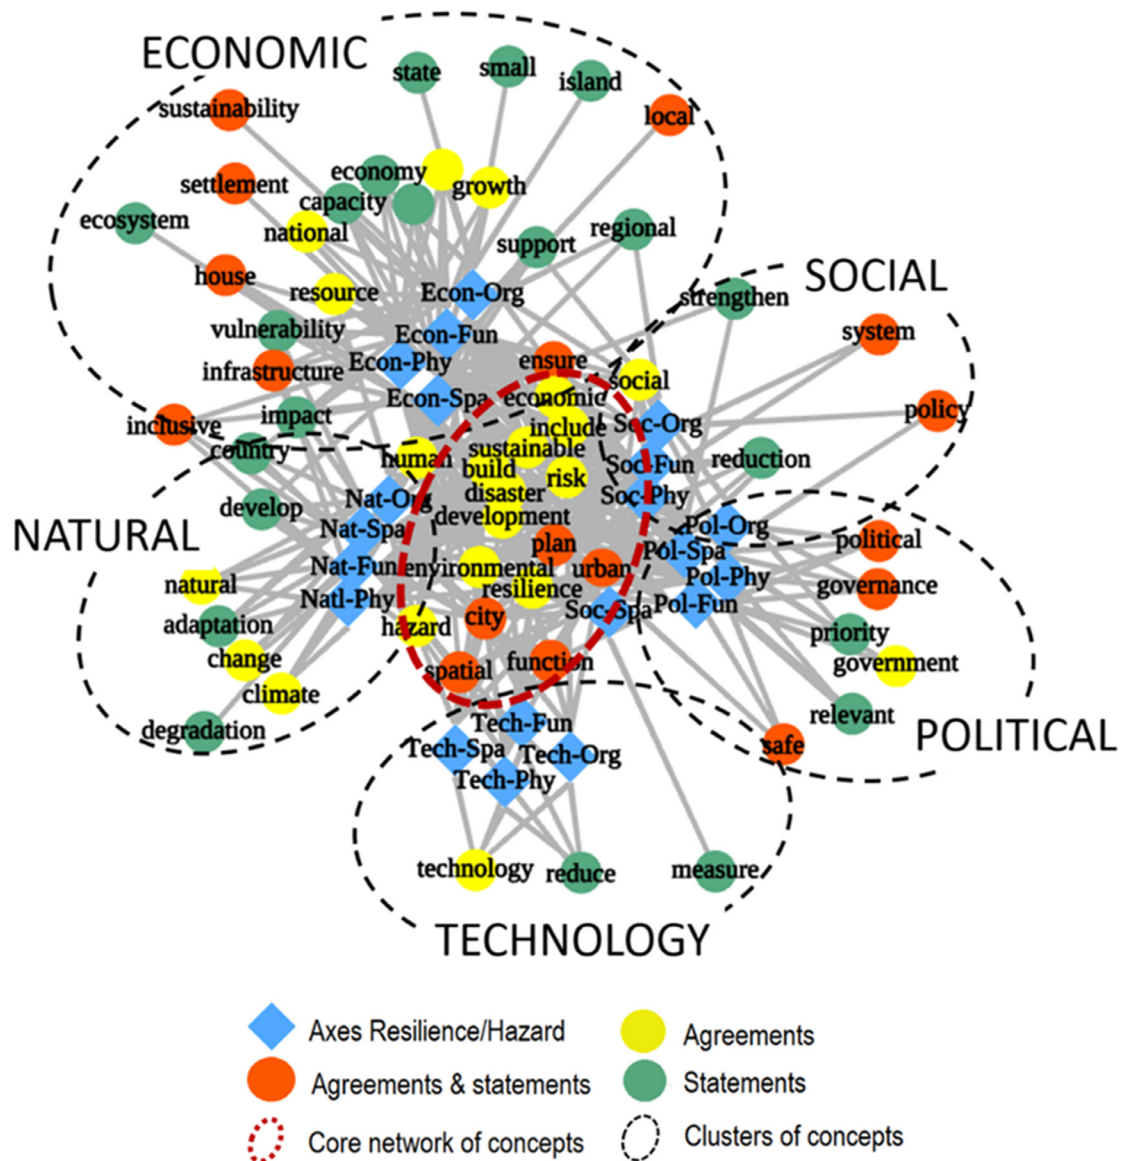 ECONOMIC
state
small
island
sustainability
local
economy
settlement
growth
capacity
ecosystem
national
regional
support
house
resource
Econ-Org
SOCIAL
strengthen
vulnerability
Econ-Fun
system
Econ-Phy
ensure
infrastructure
social
Econ-Spa
economic
policy
impact
inclusive
include
Soc-Org
country
sustainable
human
build
risk
Soc-Fun
reduction
disaster
Soc-Phy
Nat-Org
develop
development
NATURAL
Nat-Spa
Pol-Org
plan
political
Pol-Spa
Nat-Fun
environmental
urban
Pol-Phy
natural
resilience
governance
Natl-Phy
Soc-Spa
Pol-Fun
adaptation
hazard
city
priority
change
spatial
function
government
climate
degradation
Tech-Fun
relevant
POLITICAL
Tech-Spa
Tech-Org
safe
Tech-Phy
technology
reduce
measure
TECHNOLOGY
Axes Resilience/Hazard
Agreements
Agreements & statements
Statements
Core network of concepts
Clusters of concepts